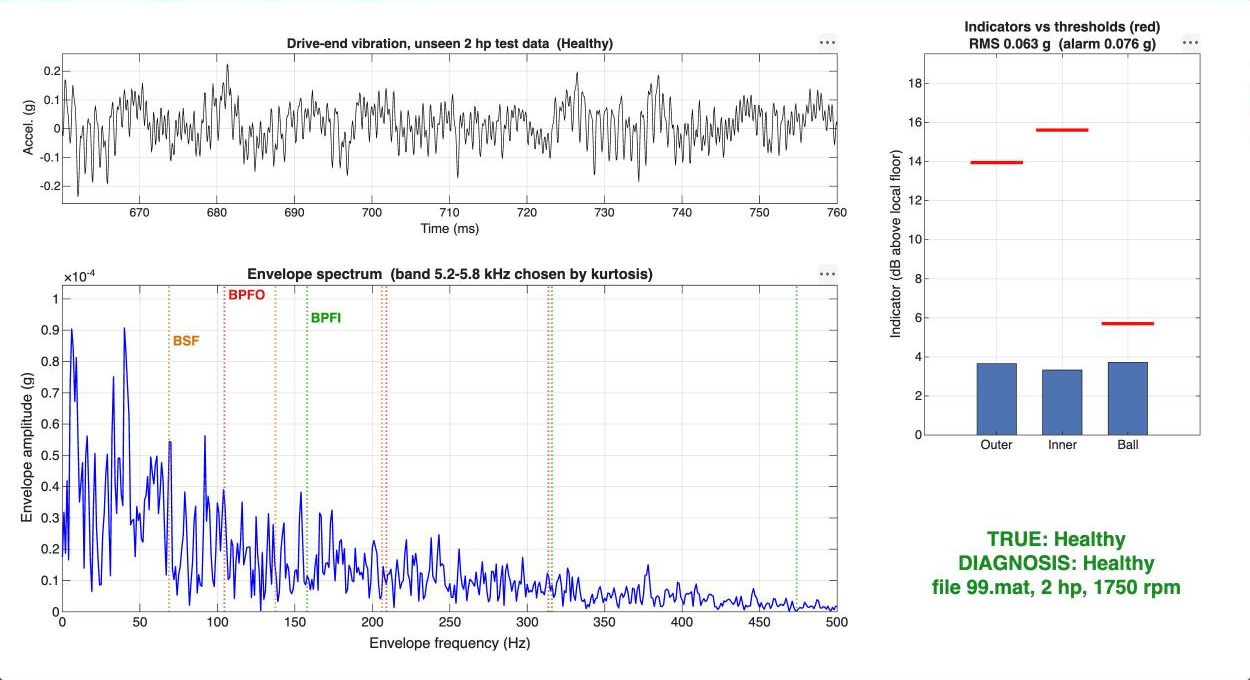 Drive-end vibration, unseen 2 hp test data (Healthy)
Accel. (g)
0.2
0.1
0
-0.1
-0.2
670 680 690 700 710 720 730 740 750 760
Time (ms)
Envelope spectrum (band 5.2-5.8 kHz chosen by kurtosis)
×10⁻⁴
Envelope amplitude (g)
1
0.9
0.8
0.7
0.6
0.5
0.4
0.3
0.2
0.1
0
BPFO
BPFI
BSF
0 50 100 150 200 250 300 350 400 450 500
Envelope frequency (Hz)
Indicators vs thresholds (red)
RMS 0.063 g (alarm 0.076 g)
Indicator (dB above local floor)
18
16
14
12
10
8
6
4
2
0
Outer Inner Ball
TRUE: Healthy
DIAGNOSIS: Healthy
file 99.mat, 2 hp, 1750 rpm